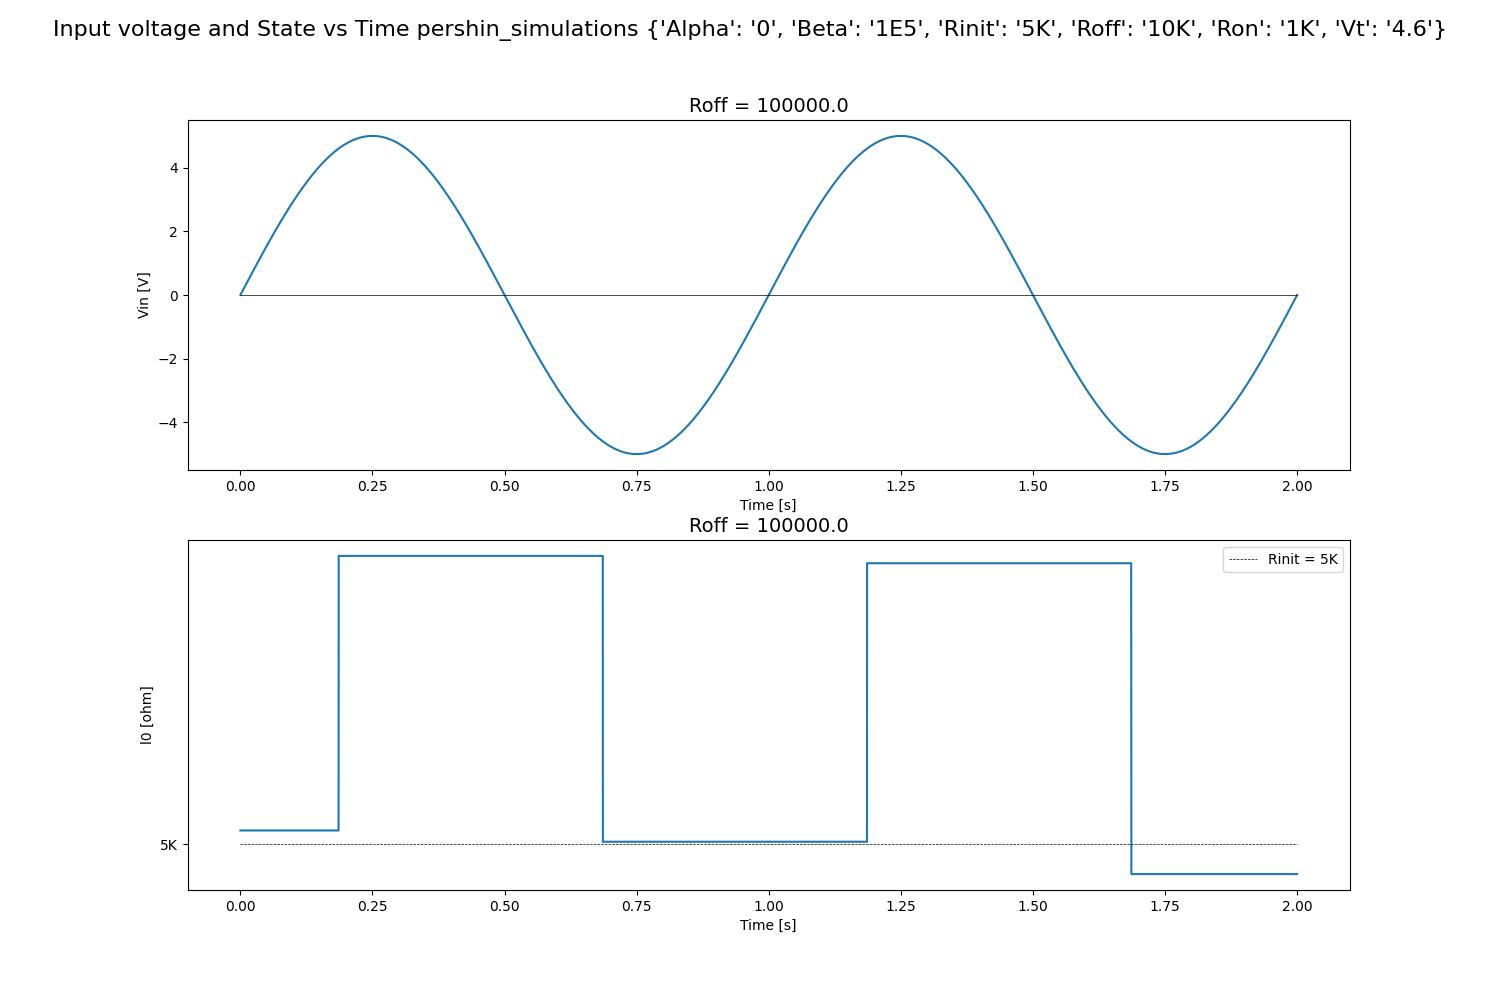 Input voltage and State vs Time pershin_simulations {'Alpha': '0', 'Beta': '1E5', 'Rinit': '5K', 'Roff': '10K', 'Ron': '1K', 'Vt': '4.6'}
Roff = 100000.0
4
2
0
−2
−4
Vin [V]
0.00 0.25 0.50 0.75 1.00 1.25 1.50 1.75 2.00
Time [s]
Roff = 100000.0
Rinit = 5K
l0 [ohm]
5K
0.00 0.25 0.50 0.75 1.00 1.25 1.50 1.75 2.00
Time [s]